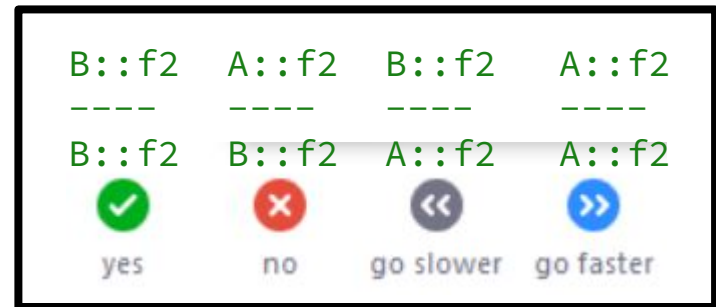 B::f2 A::f2 B::f2 A::f2
---- ---- ---- ----
B::f2 B::f2 A::f2 A::f2
yes no go slower go faster